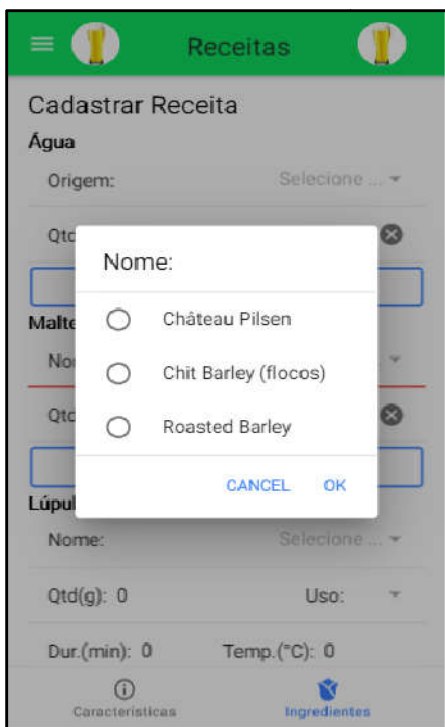 Receitas
Cadastrar Receita
Água
Origem: Selecione ...
Qtd
Nome:
Château Pilsen
Chit Barley (flocos)
Roasted Barley
CANCEL OK
Malte
No
Qtd
Lúpul
Nome: Selecione ...
Qtd(g): 0 Uso:
Dur.(min): 0 Temp.(°C): 0
Características Ingredientes